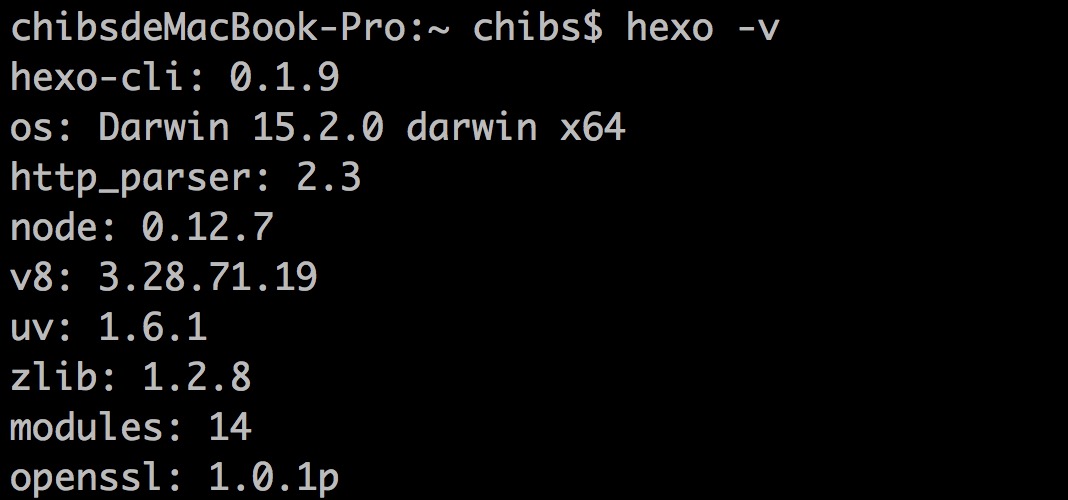 chibsdeMacBook-Pro:~ chibs$ hexo -v
hexo-cli: 0.1.9
os: Darwin 15.2.0 darwin x64
http_parser: 2.3
node: 0.12.7
v8: 3.28.71.19
uv: 1.6.1
zlib: 1.2.8
modules: 14
openssl: 1.0.1p